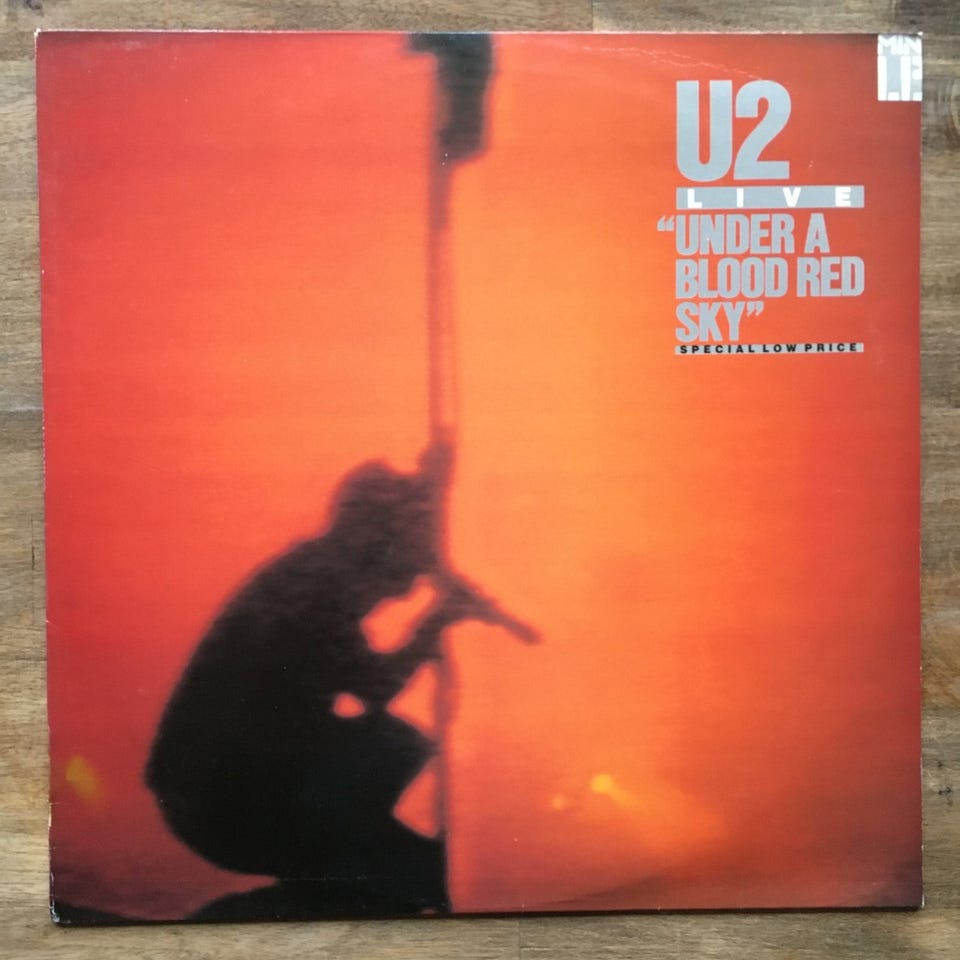 MINI
L.P.
U2
LIVE
“UNDER A
BLOOD RED
SKY”
SPECIAL LOW PRICE